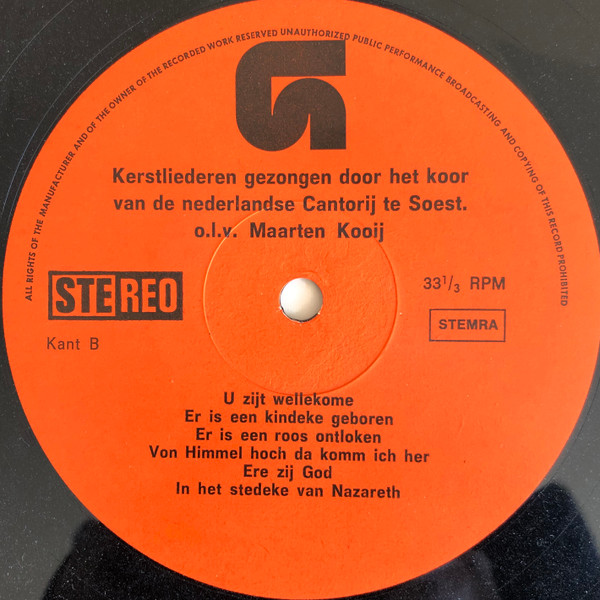 ALL RIGHTS OF THE MANUFACTURER AND OF THE OWNER OF THE RECORDED WORK RESERVED UNAUTHORIZED PUBLIC PERFORMANCE BROADCASTING AND COPYING OF THIS RECORD PROHIBITED
Kerstliederen gezongen door het koor
van de nederlandse Cantorij te Soest.
o.l.v. Maarten Kooij
STEREO
33 1/3 RPM
STEMRA
Kant B
U zijt wellekome
Er is een kindeke geboren
Er is een roos ontloken
Von Himmel hoch da komm ich her
Ere zij God
In het stedeke van Nazareth